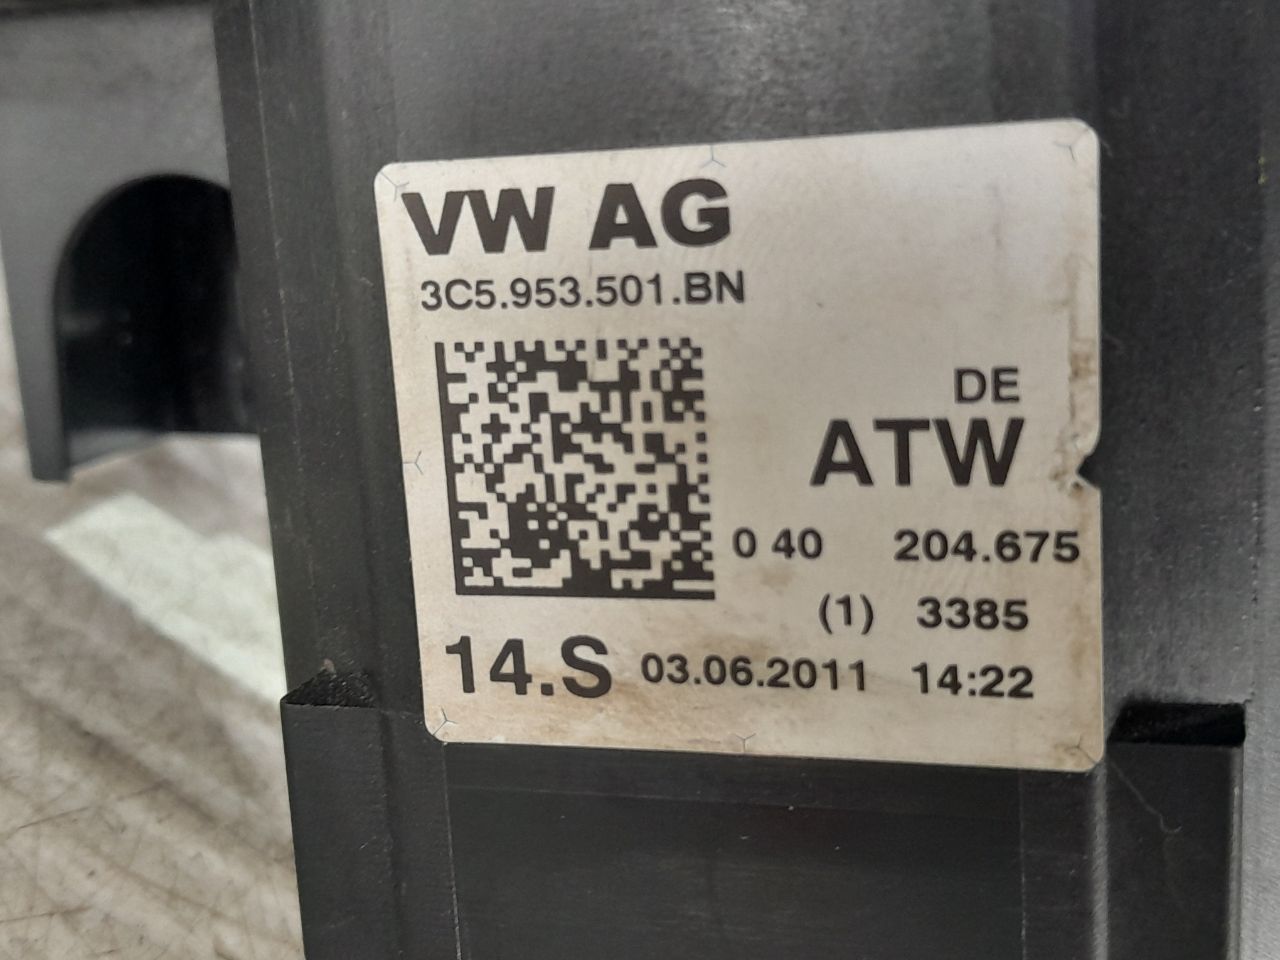 VW AG
3C5.953.501.BN
DE
ATW
0 40 204.675
(1) 3385
14.S 03.06.2011 14:22